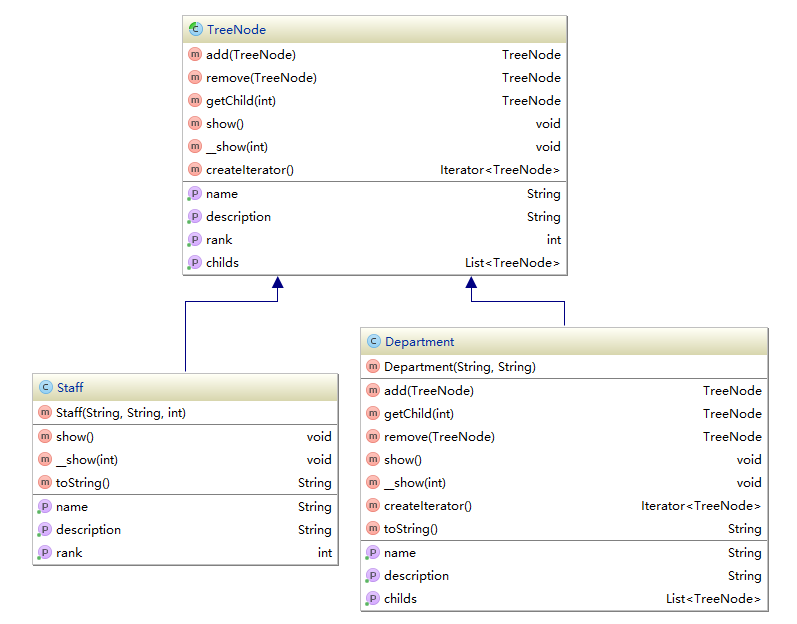 TreeNode
add(TreeNode) TreeNode
remove(TreeNode) TreeNode
getChild(int) TreeNode
show() void
__show(int) void
createIterator() Iterator<TreeNode>
name String
description String
rank int
childs List<TreeNode>
Staff
Staff(String, String, int)
show() void
__show(int) void
toString() String
name String
description String
rank int
Department
Department(String, String)
add(TreeNode) TreeNode
getChild(int) TreeNode
remove(TreeNode) TreeNode
show() void
__show(int) void
createIterator() Iterator<TreeNode>
toString() String
name String
description String
childs List<TreeNode>